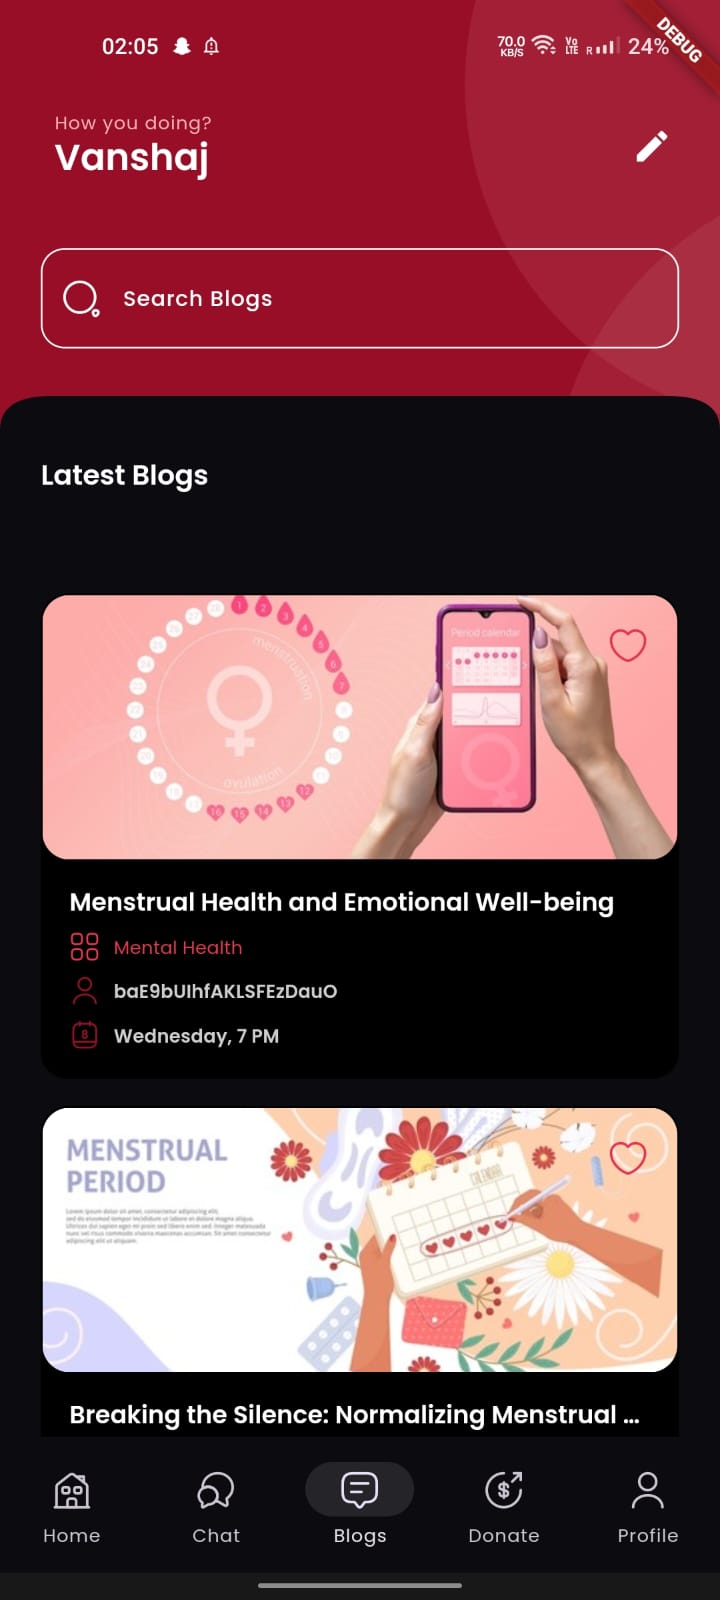 02:05
70.0
KB/S
Vo
LTE
R
24%
DEBUG
How you doing?
Vanshaj
Search Blogs
Latest Blogs
menstruation
ovulation
Period calendar
Menstrual Health and Emotional Well-being
Mental Health
baE9bUIhfAKLSFEzDauO
8
Wednesday, 7 PM
MENSTRUAL
PERIOD
CALENDAR
Breaking the Silence: Normalizing Menstrual ...
Home
Chat
Blogs
Donate
Profile